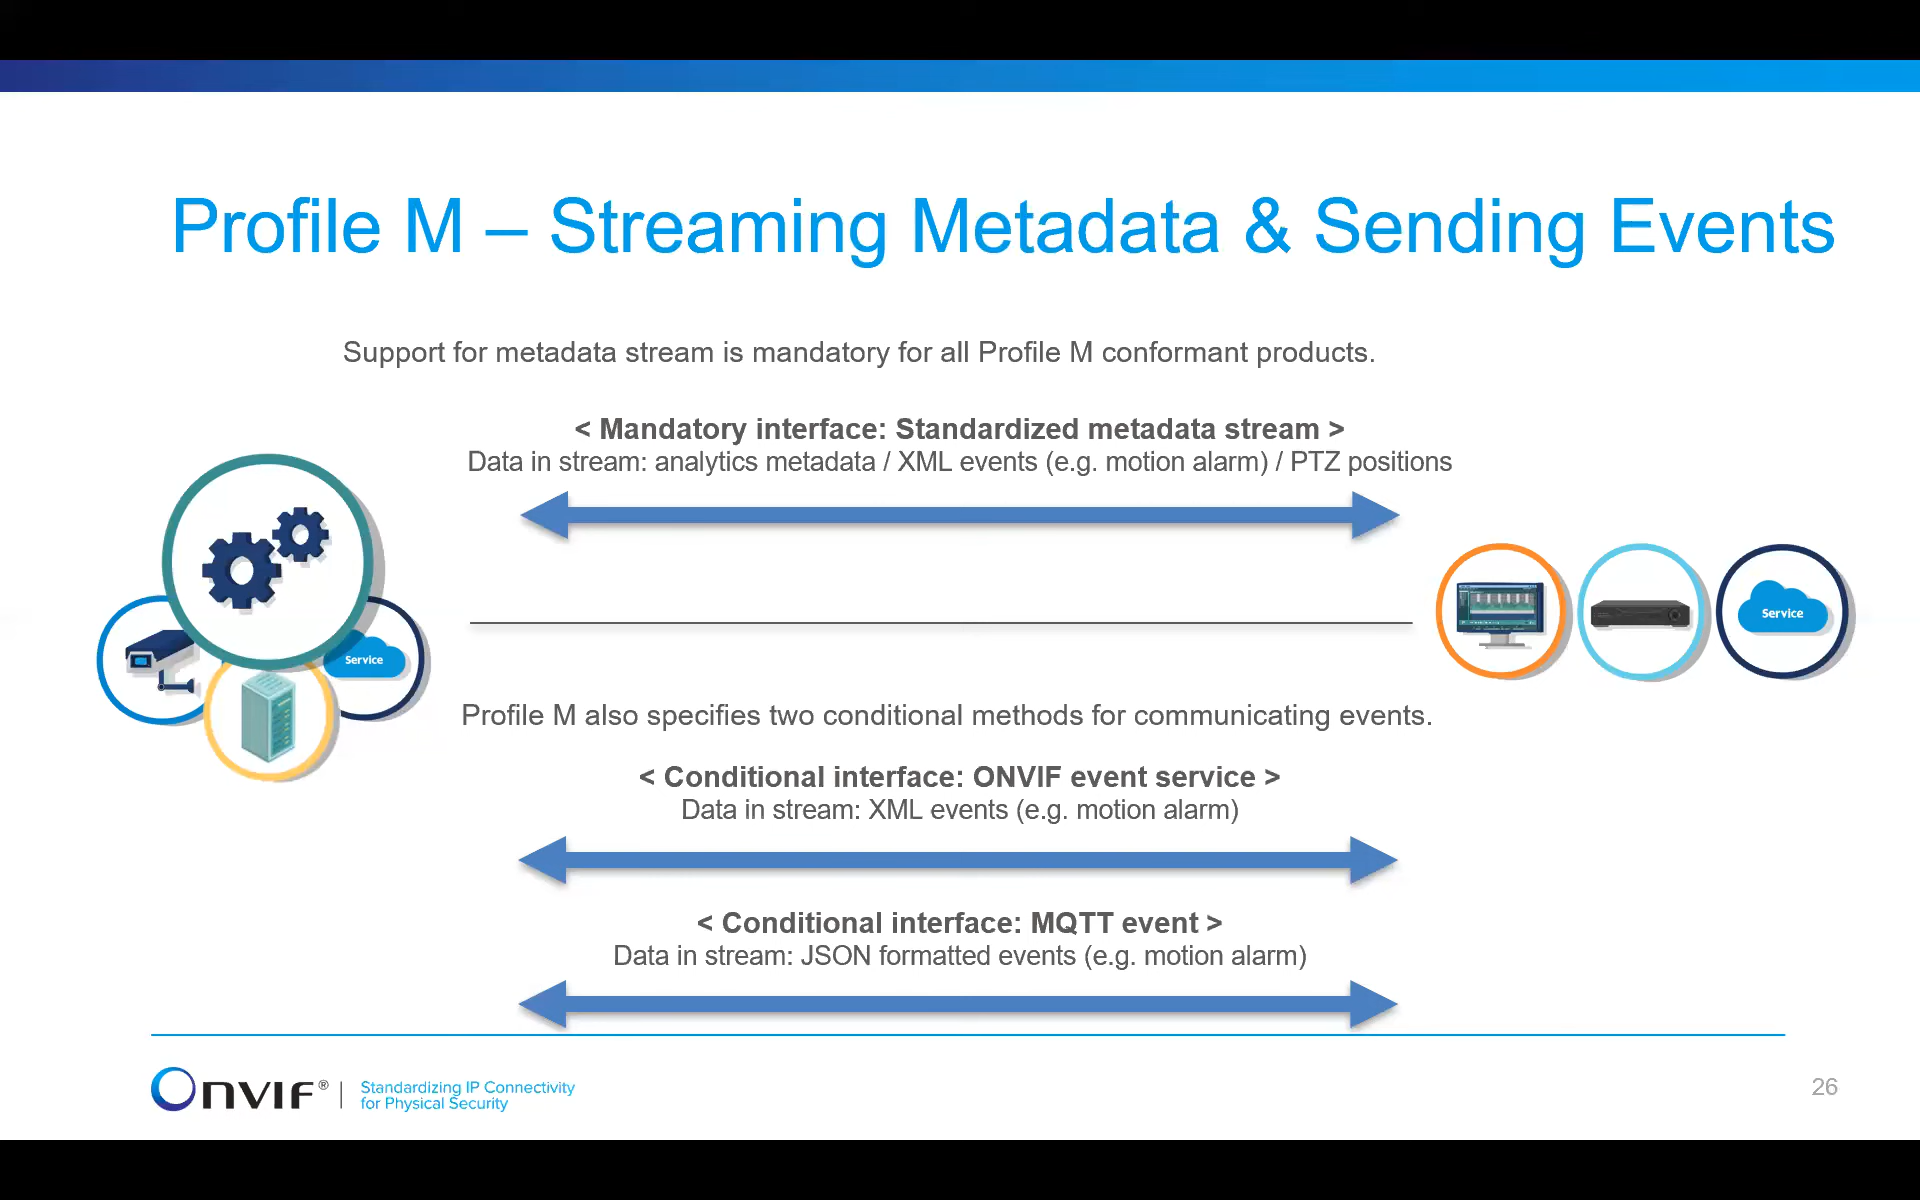 Profile M – Streaming Metadata & Sending Events
Support for metadata stream is mandatory for all Profile M conformant products.
< Mandatory interface: Standardized metadata stream >
Data in stream: analytics metadata / XML events (e.g. motion alarm) / PTZ positions
Service
Service
Profile M also specifies two conditional methods for communicating events.
< Conditional interface: ONVIF event service >
Data in stream: XML events (e.g. motion alarm)
< Conditional interface: MQTT event >
Data in stream: JSON formatted events (e.g. motion alarm)
ONVIF® | Standardizing IP Connectivity
for Physical Security
26